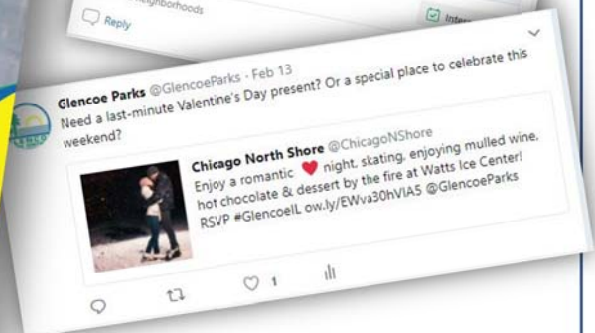 neighborhoods
Reply
Glencoe Parks @GlencoeParks · Feb 13
Need a last-minute Valentine's Day present? Or a special place to celebrate this
weekend?
Chicago North Shore @ChicagoNShore
Enjoy a romantic ❤ night, skating, enjoying mulled wine,
hot chocolate & dessert by the fire at Watts Ice Center!
RSVP #GlencoeIL ow.ly/EWva30hVIA5 @GlencoeParks
1